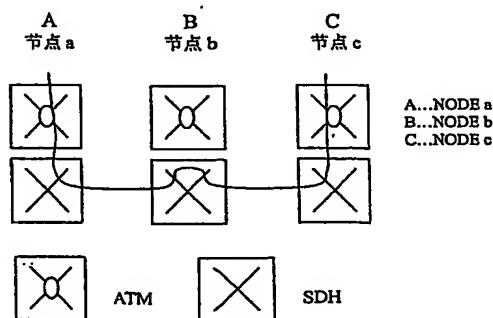 A B C
节点 a 节点 b 节点 c
A...NODE a
B...NODE b
C...NODE c
ATM SDH